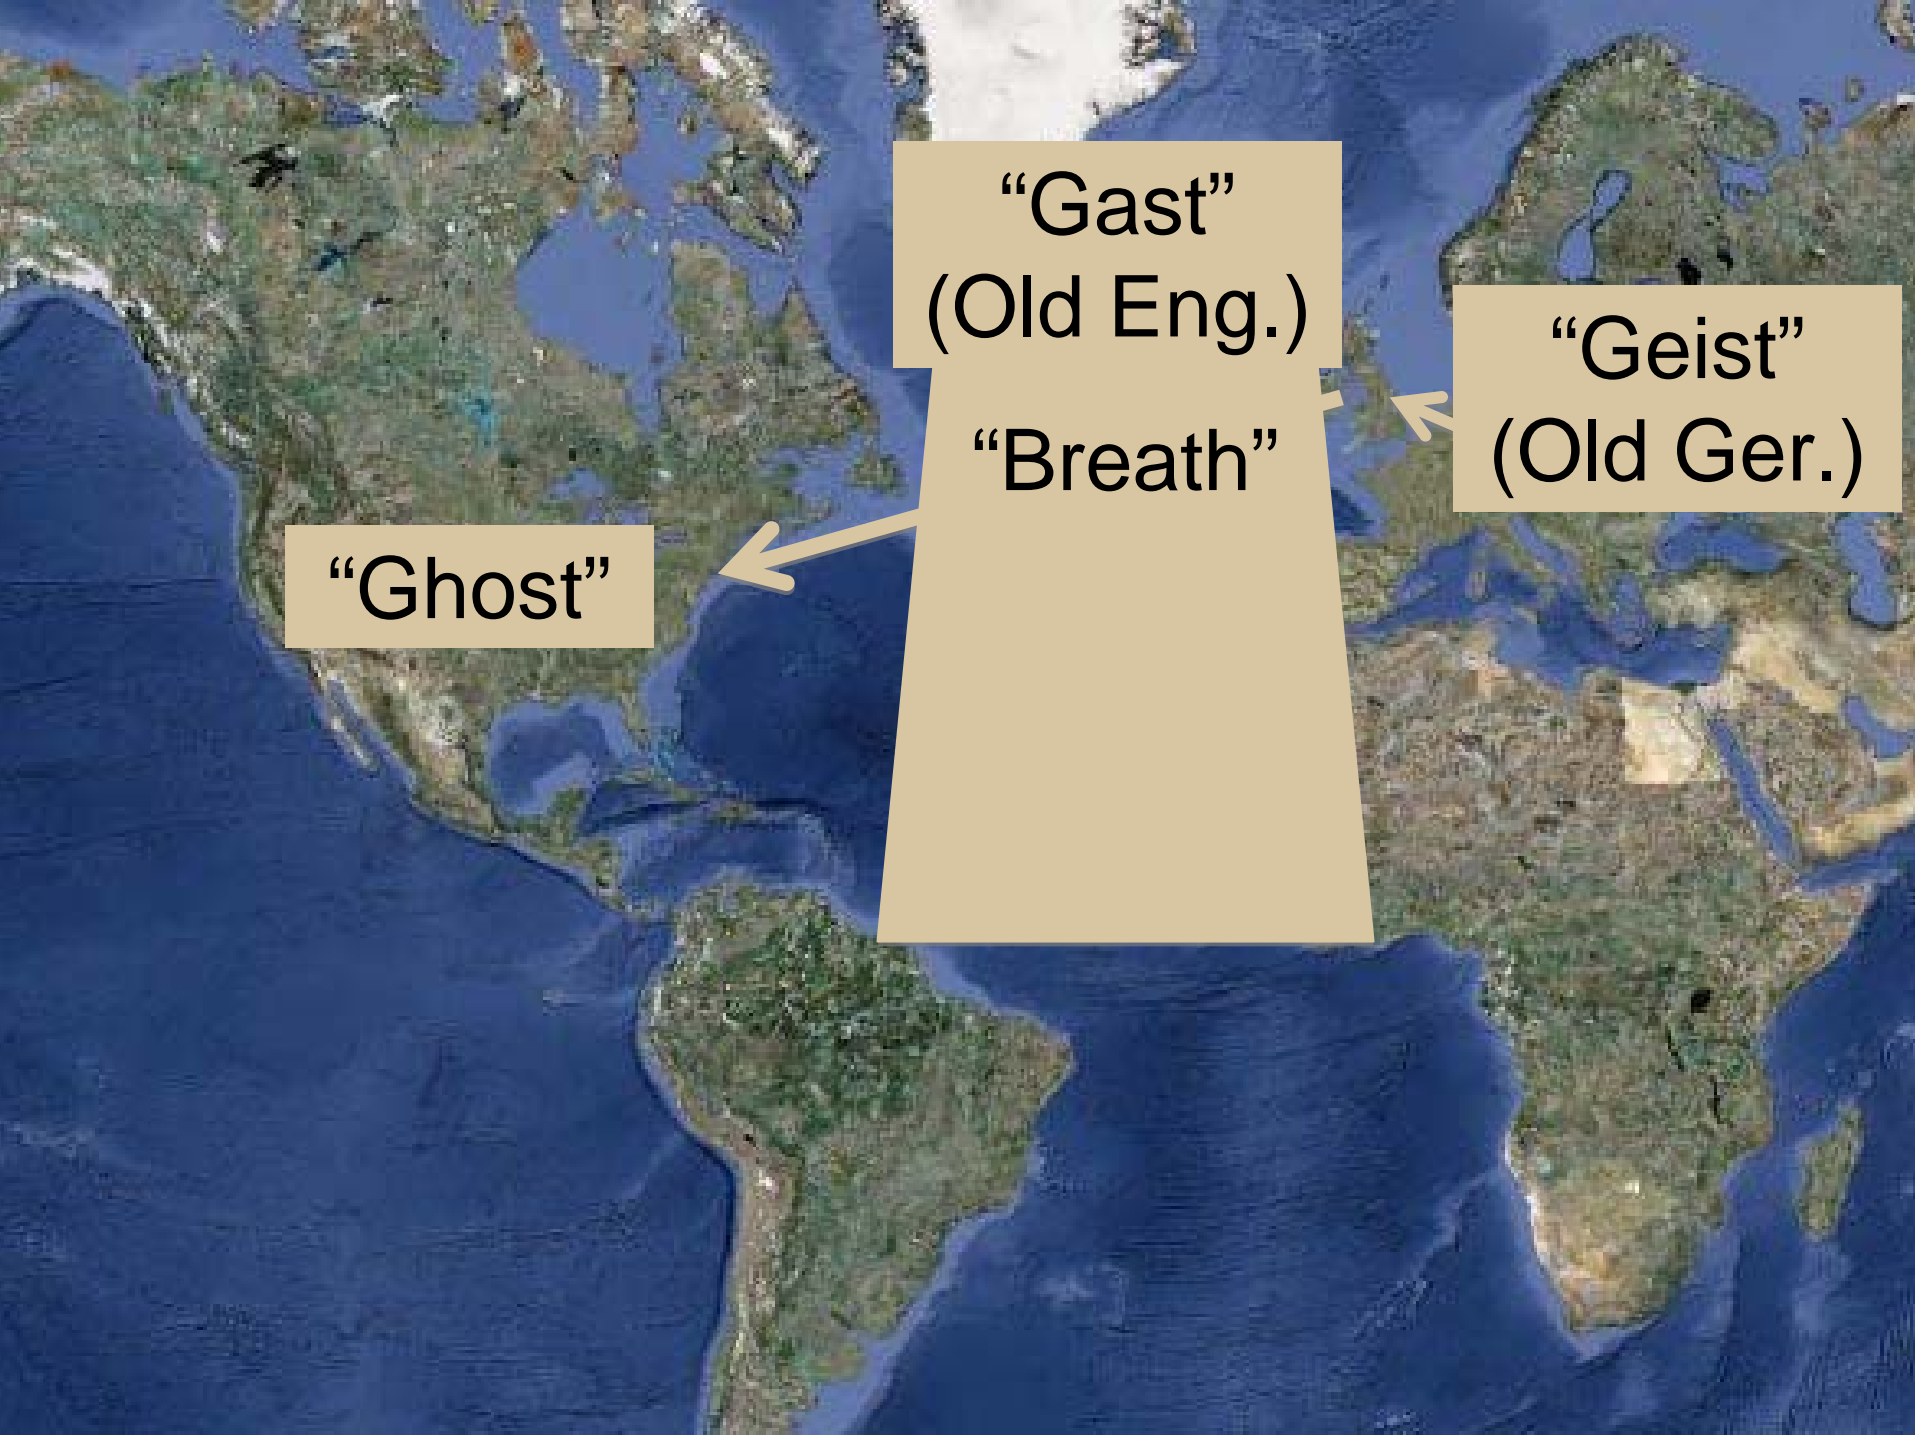 “Gast”
(Old Eng.)
“Geist”
(Old Ger.)
“Breath”
“Ghost”